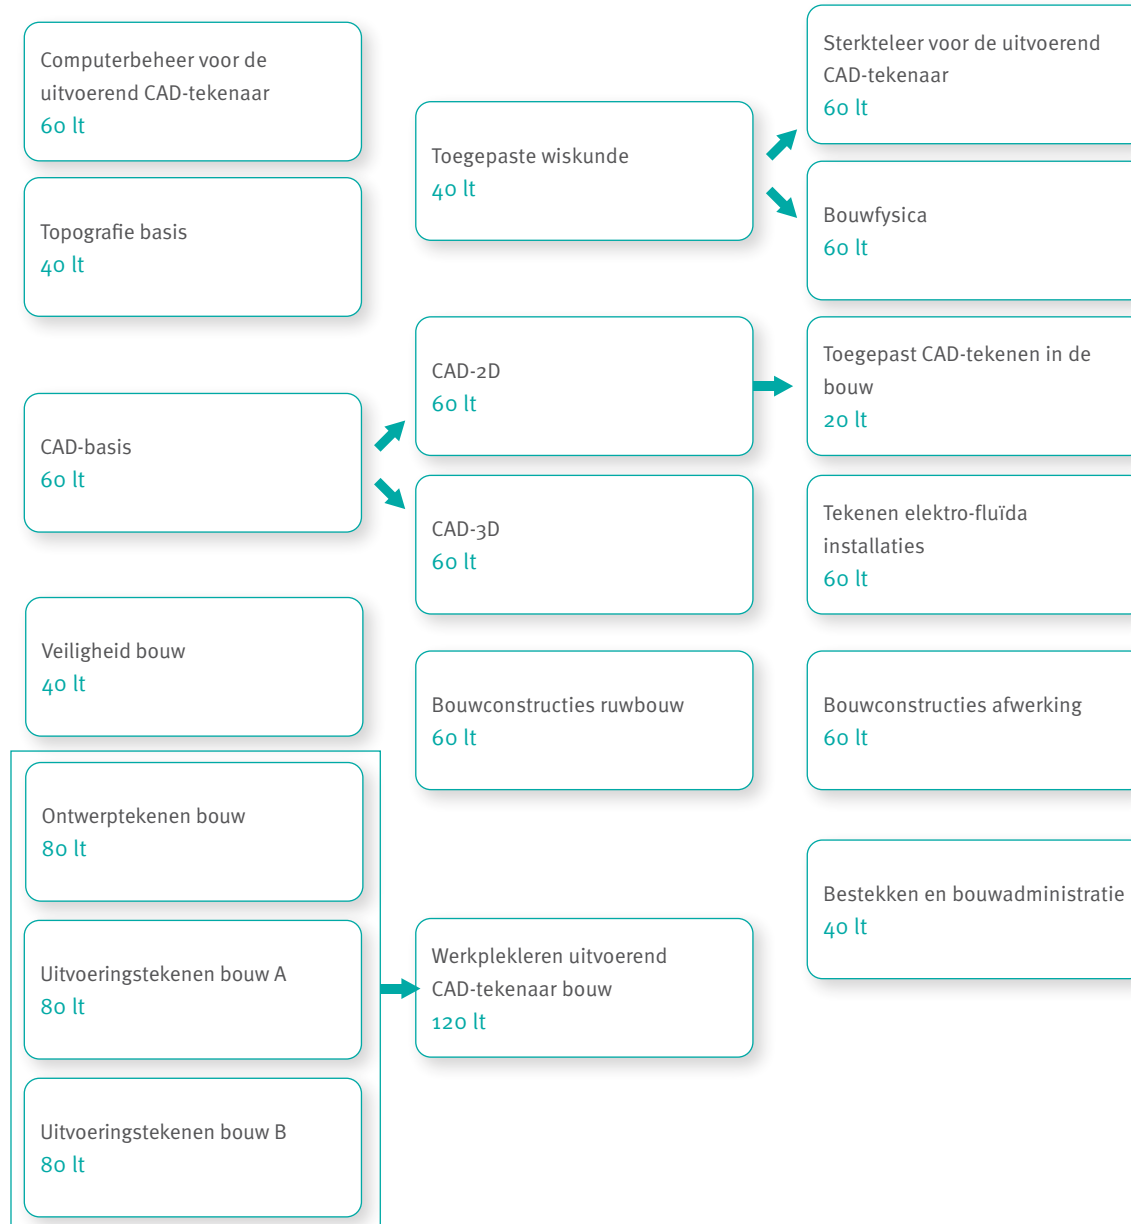 Computerbeheer voor de
uitvoerend CAD-tekenaar
60 lt
Topografie basis
40 lt
CAD-basis
60 lt
Veiligheid bouw
40 lt
Ontwerptekenen bouw
80 lt
Uitvoeringstekenen bouw A
80 lt
Uitvoeringstekenen bouw B
80 lt
Toegepaste wiskunde
40 lt
CAD-2D
60 lt
CAD-3D
60 lt
Bouwconstructies ruwbouw
60 lt
Werkplekleren uitvoerend
CAD-tekenaar bouw
120 lt
Sterkteleer voor de uitvoerend
CAD-tekenaar
60 lt
Bouwfysica
60 lt
Toegepast CAD-tekenen in de
bouw
20 lt
Tekenen elektro-fluïda
installaties
60 lt
Bouwconstructies afwerking
60 lt
Bestekken en bouwadministratie
40 lt